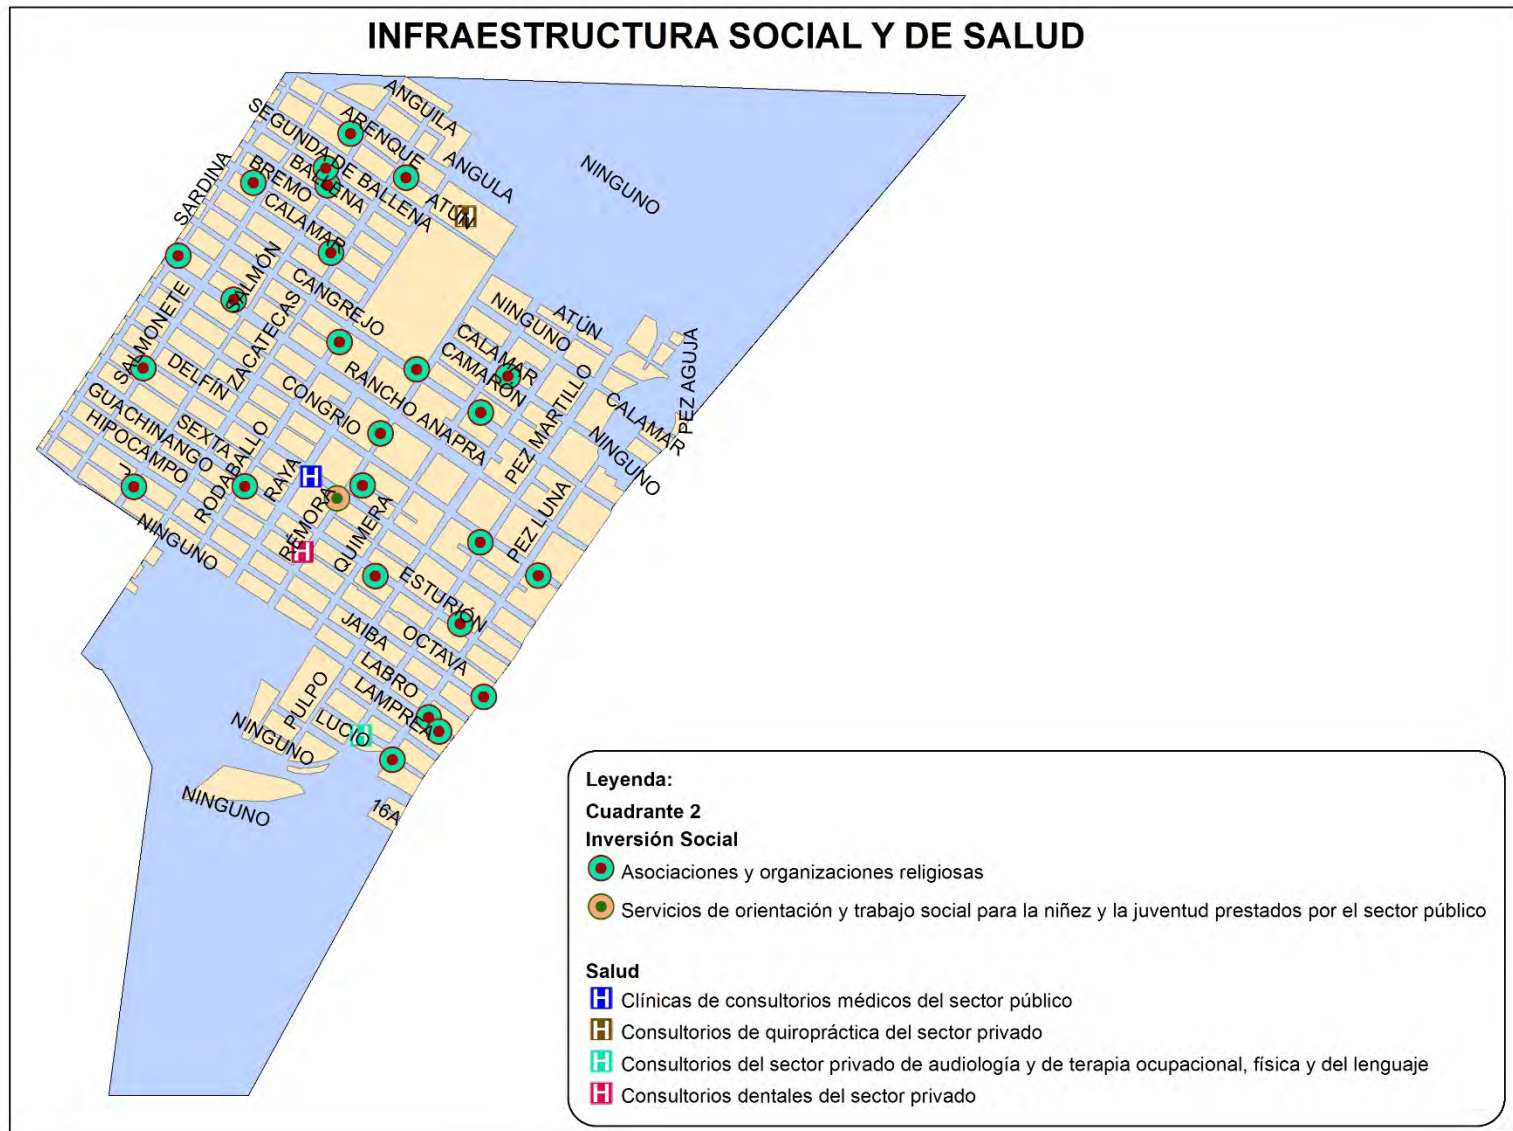 INFRAESTRUCTURA SOCIAL Y DE SALUD
ANGUILA
ARENQUE
SEGUNDA DE BALLENA
ANGULA
NINGUNO
BALLENA
BREMO
SARDINA
ATÚN
CALAMAR
SALMÓN
CANGREJO
SALMONETE
ZACATECAS
NINGUNO
ATÚN
CALAMAR
CAMARÓN
PEZ AGUJA
DELFÍN
RANCHO ANAPRA
CONGRIO
PEZ MARTILLO
CALAMAR
NINGUNO
GUACHINANGO
SEXTA
HIPOCAMPO
RODABALLO
RAYA
RÉMORA
QUIMERA
PEZ LUNA
NINGUNO
ESTURIÓN
JAIBA
OCTAVA
LABRO
LAMPREA
PULPO
LUCIO
NINGUNO
NINGUNO
16A
Leyenda:
Cuadrante 2
Inversión Social
Asociaciones y organizaciones religiosas
Servicios de orientación y trabajo social para la niñez y la juventud prestados por el sector público
Salud
H Clínicas de consultorios médicos del sector público
H Consultorios de quiropráctica del sector privado
H Consultorios del sector privado de audiología y de terapia ocupacional, física y del lenguaje
H Consultorios dentales del sector privado